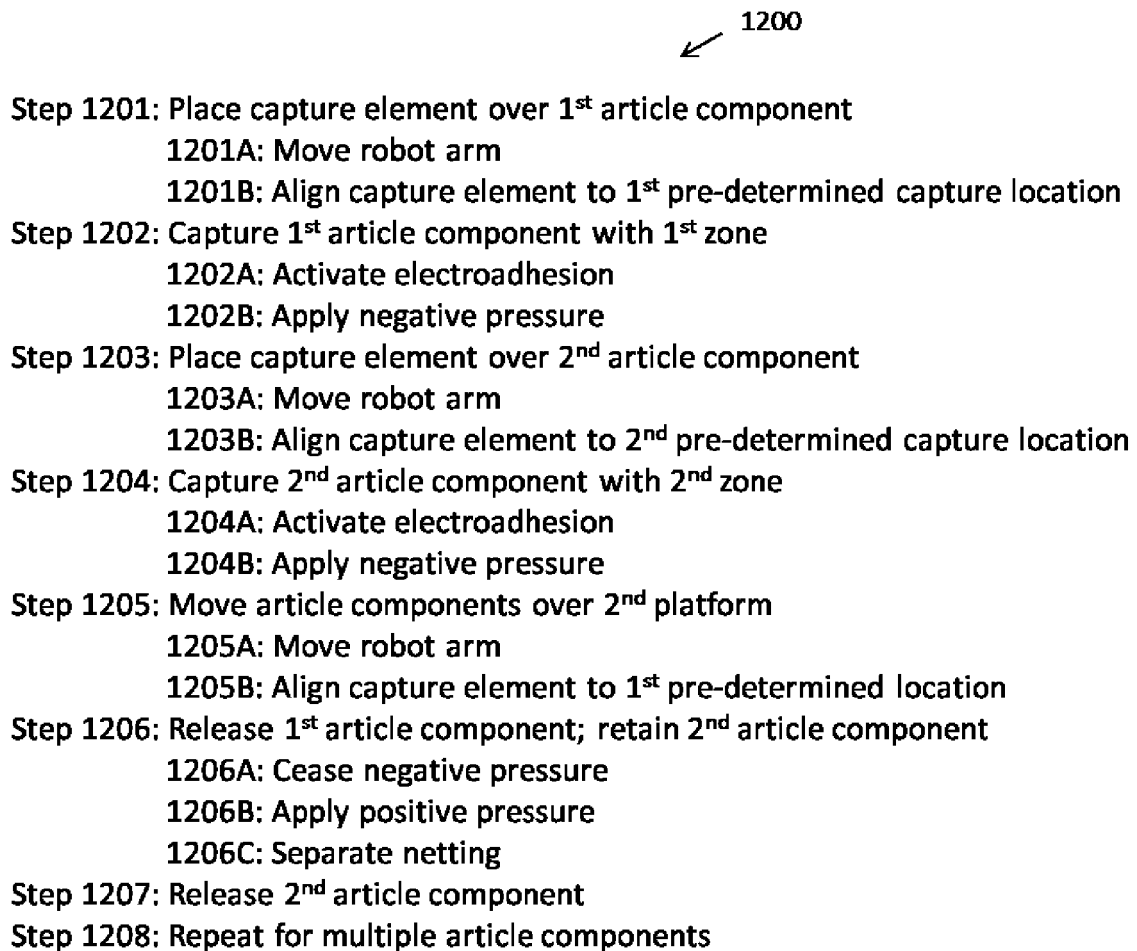 1200
Step 1201: Place capture element over 1st article component
1201A: Move robot arm
1201B: Align capture element to 1st pre-determined capture location
Step 1202: Capture 1st article component with 1st zone
1202A: Activate electroadhesion
1202B: Apply negative pressure
Step 1203: Place capture element over 2nd article component
1203A: Move robot arm
1203B: Align capture element to 2nd pre-determined capture location
Step 1204: Capture 2nd article component with 2nd zone
1204A: Activate electroadhesion
1204B: Apply negative pressure
Step 1205: Move article components over 2nd platform
1205A: Move robot arm
1205B: Align capture element to 1st pre-determined location
Step 1206: Release 1st article component; retain 2nd article component
1206A: Cease negative pressure
1206B: Apply positive pressure
1206C: Separate netting
Step 1207: Release 2nd article component
Step 1208: Repeat for multiple article components